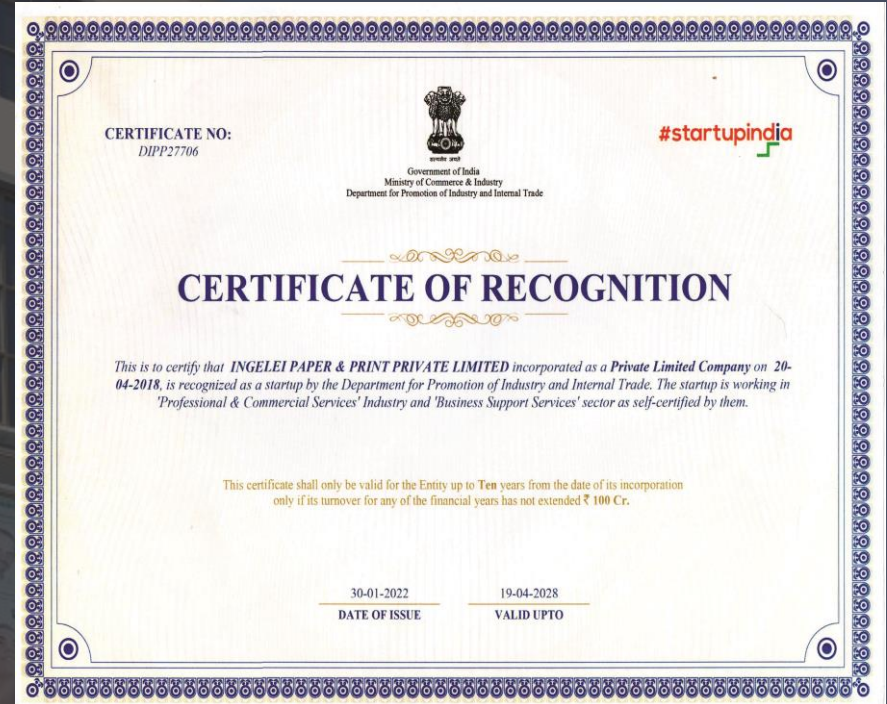 CERTIFICATE NO:
DIPP27706
#startupindia
सत्यमेव जयते
Government of India
Ministry of Commerce & Industry
Department for Promotion of Industry and Internal Trade
CERTIFICATE OF RECOGNITION
This is to certify that INGELEI PAPER & PRINT PRIVATE LIMITED incorporated as a Private Limited Company on 20-
04-2018, is recognized as a startup by the Department for Promotion of Industry and Internal Trade. The startup is working in
'Professional & Commercial Services' Industry and 'Business Support Services' sector as self-certified by them.
This certificate shall only be valid for the Entity up to Ten years from the date of its incorporation
only if its turnover for any of the financial years has not extended ₹ 100 Cr.
30-01-2022 19-04-2028
DATE OF ISSUE VALID UPTO